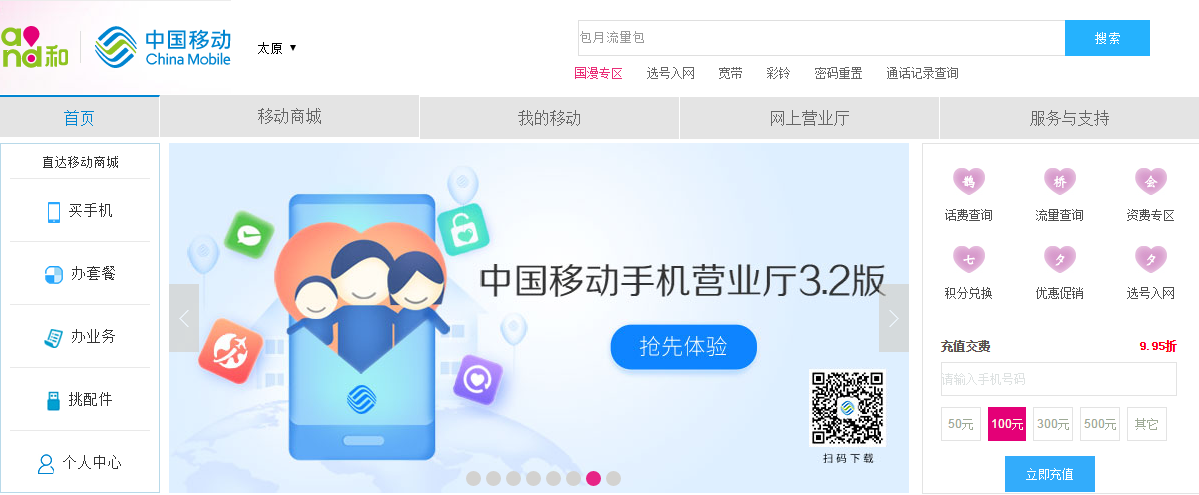 and和
中国移动
China Mobile
太原 ▼
包月流量包
搜索
国漫专区 选号入网 宽带 彩铃 密码重置 通话记录查询
首页 移动商城 我的移动 网上营业厅 服务与支持
直达移动商城
买手机
办套餐
办业务
挑配件
个人中心
中国移动手机营业厅3.2版
抢先体验
扫码下载
鹊 桥 会
话费查询 流量查询 资费专区
七 夕 夕
积分兑换 优惠促销 选号入网
充值交费 9.95折
请输入手机号码
50元 100元 300元 500元 其它
立即充值